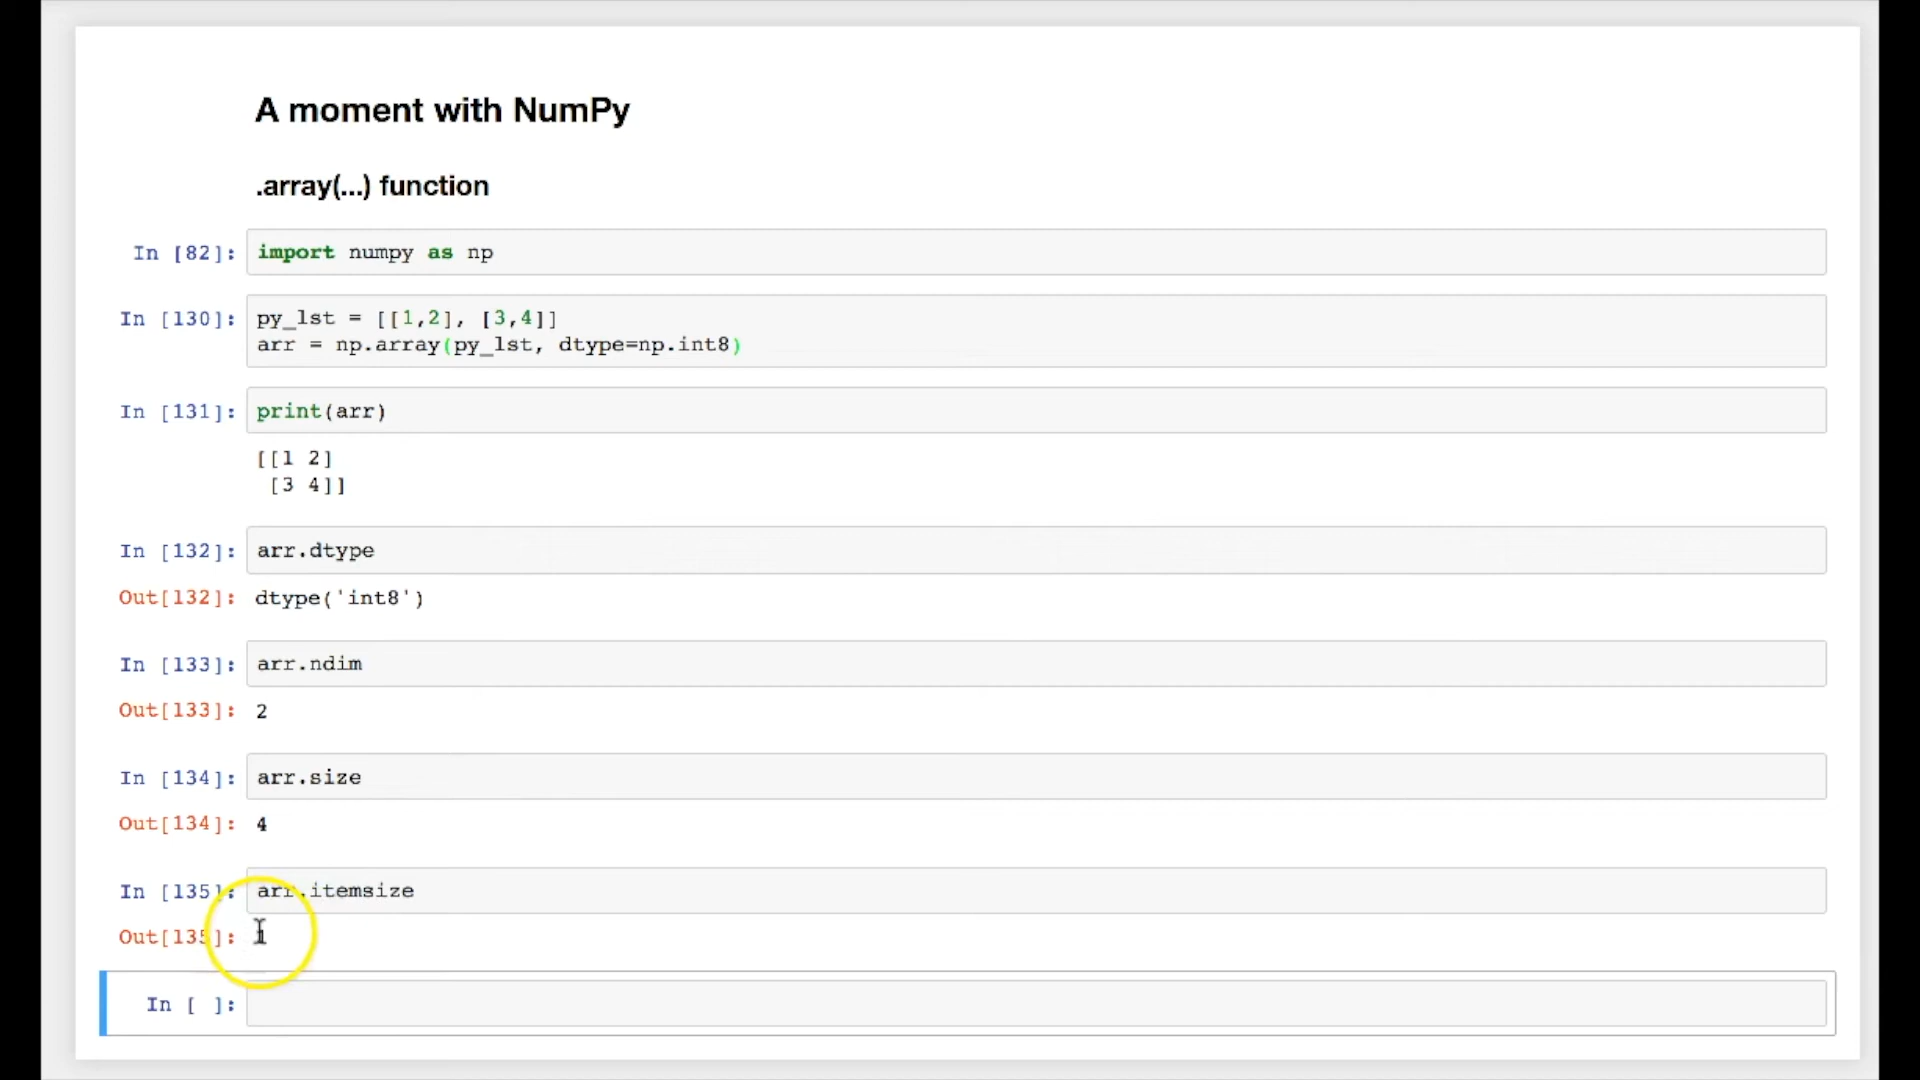 A moment with NumPy
.array(...) function
In [82]: import numpy as np
In [130]: py_lst = [[1,2], [3,4]]
arr = np.array(py_lst, dtype=np.int8)
In [131]: print(arr)
[[1 2]
[3 4]]
In [132]: arr.dtype
Out[132]: dtype('int8')
In [133]: arr.ndim
Out[133]: 2
In [134]: arr.size
Out[134]: 4
In [135]: arr.itemsize
Out[135]: 1
In [ ]: